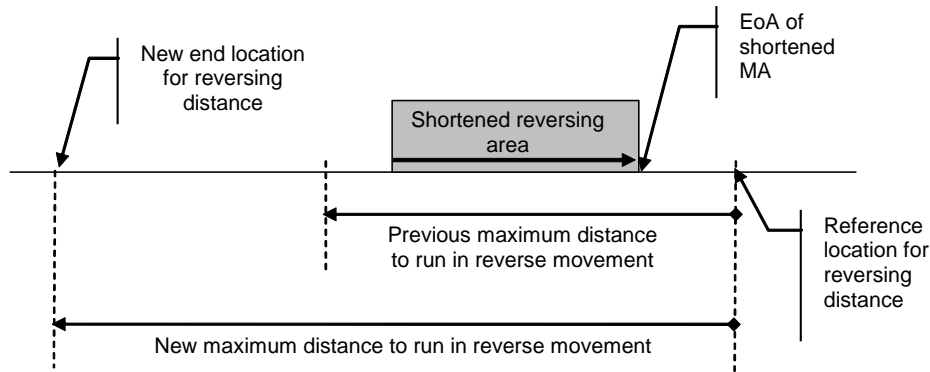 New end location
for reversing
distance
EoA of
shortened
MA
Shortened reversing
area
Previous maximum distance
to run in reverse movement
Reference
location for
reversing
distance
New maximum distance to run in reverse movement